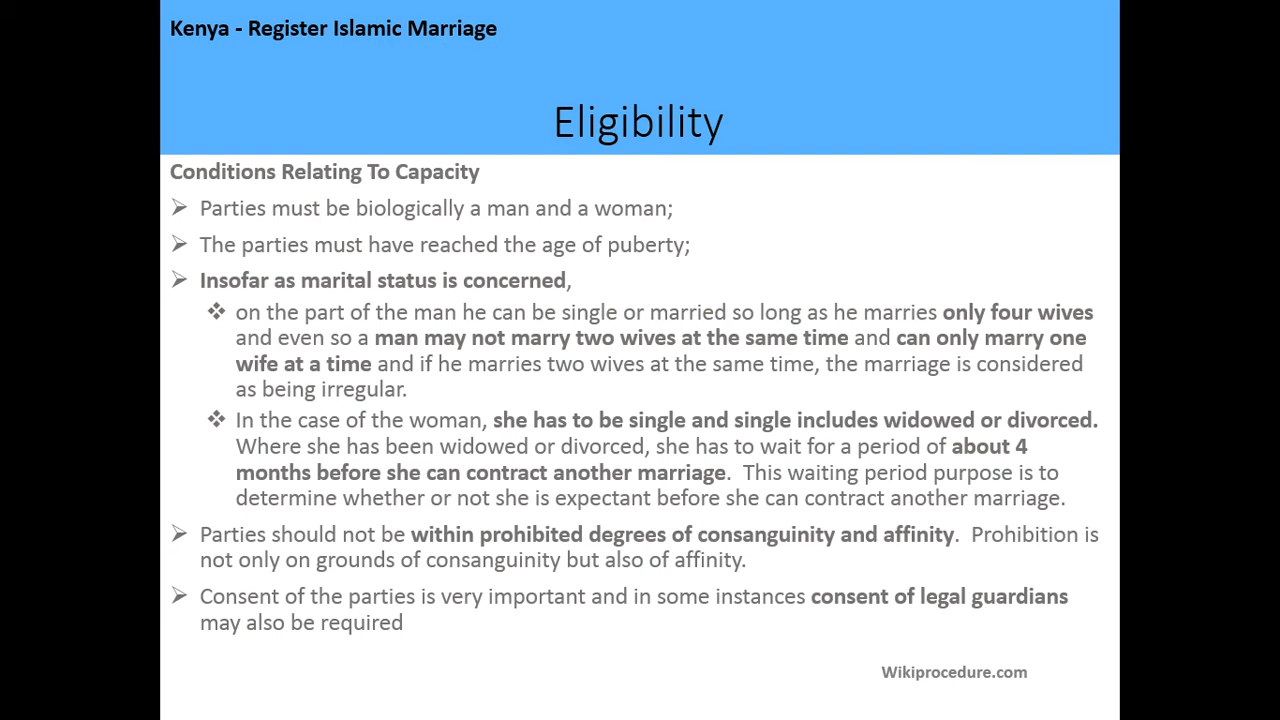 Kenya - Register Islamic Marriage
Eligibility
Conditions Relating To Capacity
Parties must be biologically a man and a woman;
The parties must have reached the age of puberty;
Insofar as marital status is concerned,
on the part of the man he can be single or married so long as he marries only four wives
and even so a man may not marry two wives at the same time and can only marry one
wife at a time and if he marries two wives at the same time, the marriage is considered
as being irregular.
In the case of the woman, she has to be single and single includes widowed or divorced.
Where she has been widowed or divorced, she has to wait for a period of about 4
months before she can contract another marriage.  This waiting period purpose is to
determine whether or not she is expectant before she can contract another marriage.
Parties should not be within prohibited degrees of consanguinity and affinity.  Prohibition is
not only on grounds of consanguinity but also of affinity.
Consent of the parties is very important and in some instances consent of legal guardians
may also be required
Wikiprocedure.com